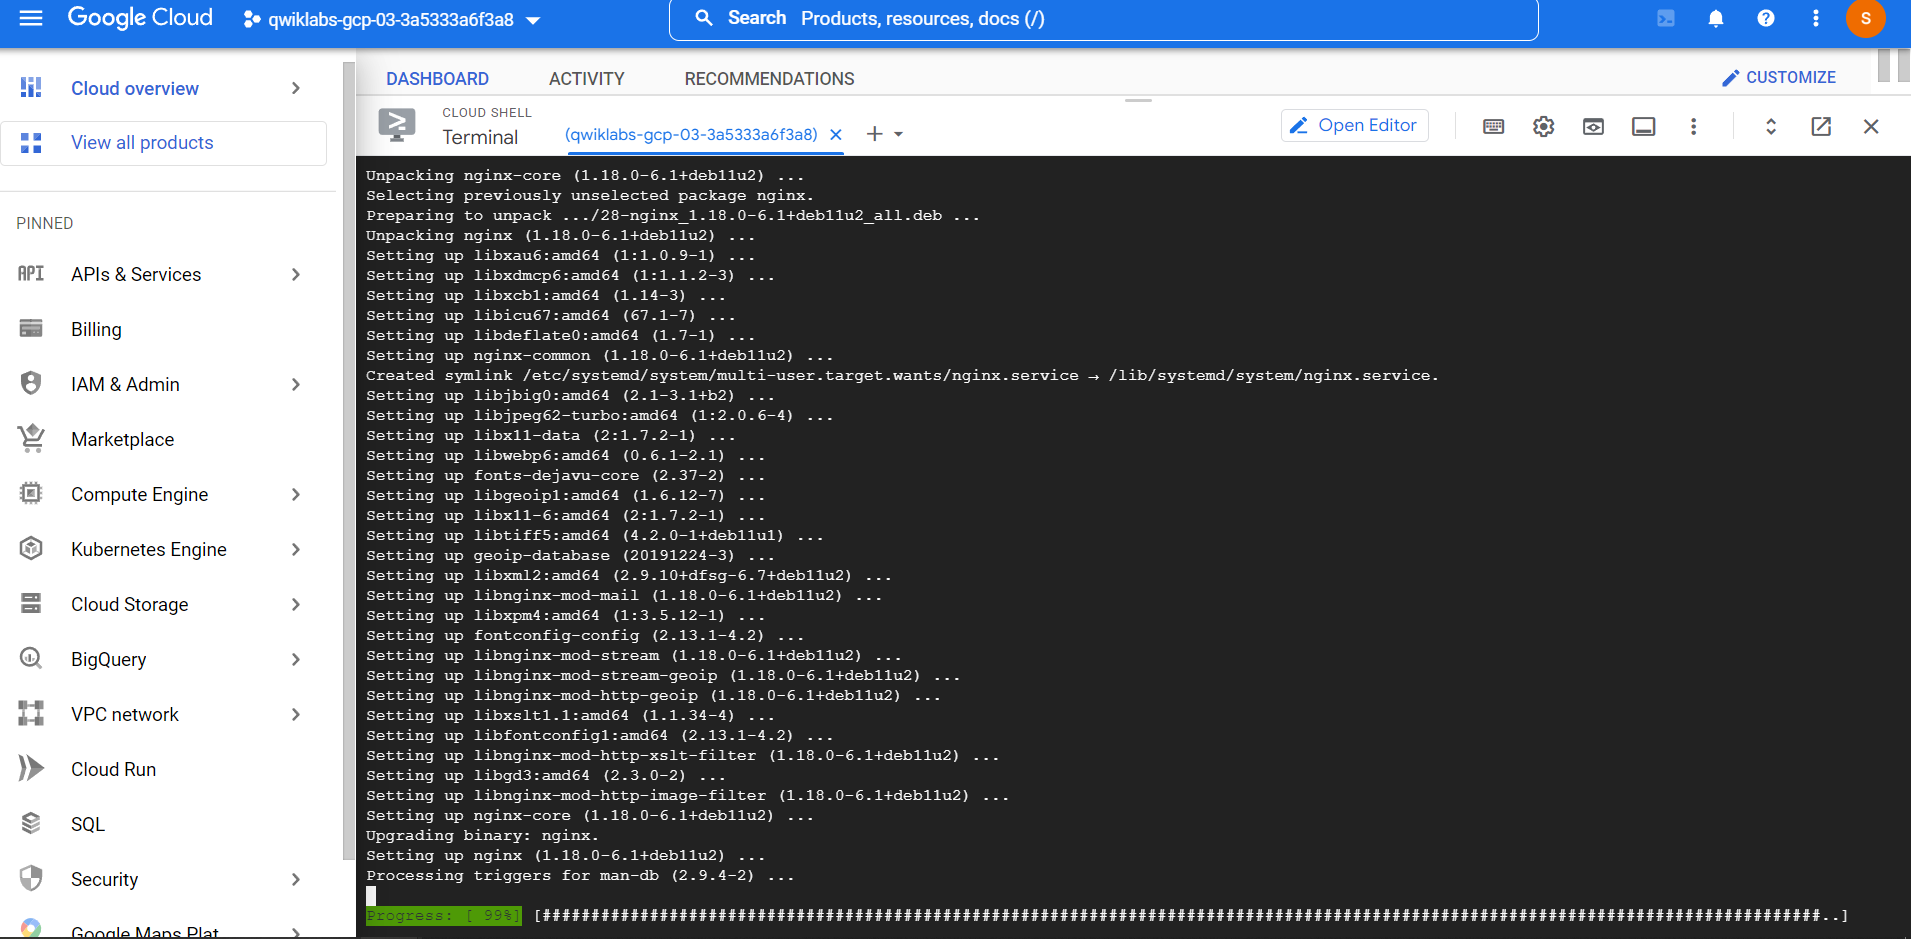 Google Cloud
qwiklabs-gcp-03-3a5333a6f3a8
Search Products, resources, docs (/)
S
Cloud overview
View all products
PINNED
API APIs & Services
Billing
IAM & Admin
Marketplace
Compute Engine
Kubernetes Engine
Cloud Storage
BigQuery
VPC network
Cloud Run
SQL
Security
Google Maps Plat
DASHBOARD
ACTIVITY
RECOMMENDATIONS
CUSTOMIZE
CLOUD SHELL
Terminal
(qwiklabs-gcp-03-3a5333a6f3a8)
Open Editor
Unpacking nginx-core (1.18.0-6.1+deb11u2) ...
Selecting previously unselected package nginx.
Preparing to unpack .../28-nginx_1.18.0-6.1+deb11u2_all.deb ...
Unpacking nginx (1.18.0-6.1+deb11u2) ...
Setting up libxau6:amd64 (1:1.0.9-1) ...
Setting up libxdmcp6:amd64 (1:1.1.2-3) ...
Setting up libxcb1:amd64 (1.14-3) ...
Setting up libicu67:amd64 (67.1-7) ...
Setting up libdeflate0:amd64 (1.7-1) ...
Setting up nginx-common (1.18.0-6.1+deb11u2) ...
Created symlink /etc/systemd/system/multi-user.target.wants/nginx.service → /lib/systemd/system/nginx.service.
Setting up libjbig0:amd64 (2.1-3.1+b2) ...
Setting up libjpeg62-turbo:amd64 (1:2.0.6-4) ...
Setting up libx11-data (2:1.7.2-1) ...
Setting up libwebp6:amd64 (0.6.1-2.1) ...
Setting up fonts-dejavu-core (2.37-2) ...
Setting up libgeoip1:amd64 (1.6.12-7) ...
Setting up libx11-6:amd64 (2:1.7.2-1) ...
Setting up libtiff5:amd64 (4.2.0-1+deb11u1) ...
Setting up geoip-database (20191224-3) ...
Setting up libxml2:amd64 (2.9.10+dfsg-6.7+deb11u2) ...
Setting up libnginx-mod-mail (1.18.0-6.1+deb11u2) ...
Setting up libxpm4:amd64 (1:3.5.12-1) ...
Setting up fontconfig-config (2.13.1-4.2) ...
Setting up libnginx-mod-stream (1.18.0-6.1+deb11u2) ...
Setting up libnginx-mod-stream-geoip (1.18.0-6.1+deb11u2) ...
Setting up libnginx-mod-http-geoip (1.18.0-6.1+deb11u2) ...
Setting up libxslt1.1:amd64 (1.1.34-4) ...
Setting up libfontconfig1:amd64 (2.13.1-4.2) ...
Setting up libnginx-mod-http-xslt-filter (1.18.0-6.1+deb11u2) ...
Setting up libgd3:amd64 (2.3.0-2) ...
Setting up libnginx-mod-http-image-filter (1.18.0-6.1+deb11u2) ...
Setting up nginx-core (1.18.0-6.1+deb11u2) ...
Upgrading binary: nginx.
Setting up nginx (1.18.0-6.1+deb11u2) ...
Processing triggers for man-db (2.9.4-2) ...
Progress: [ 99%] [###################################################################################################################################..]